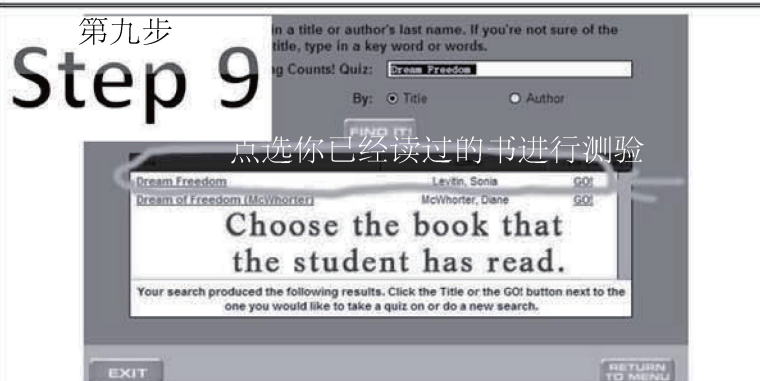 第九步
Step 9
in a title or author's last name. If you're not sure of the
title, type in a key word or words.
Counts! Quiz: Dream Freedom
By: Title Author
FIND IT!
点选你已经读过的书进行测验
Dream Freedom Levitin, Sonia GO!
Dream of Freedom (McWhorter) McWhorter, Diane GO!
Choose the book that
the student has read.
Your search produced the following results. Click the Title or the GO! button next to the
one you would like to take a quiz on or do a new search.
EXIT
RETURN
TO MENU